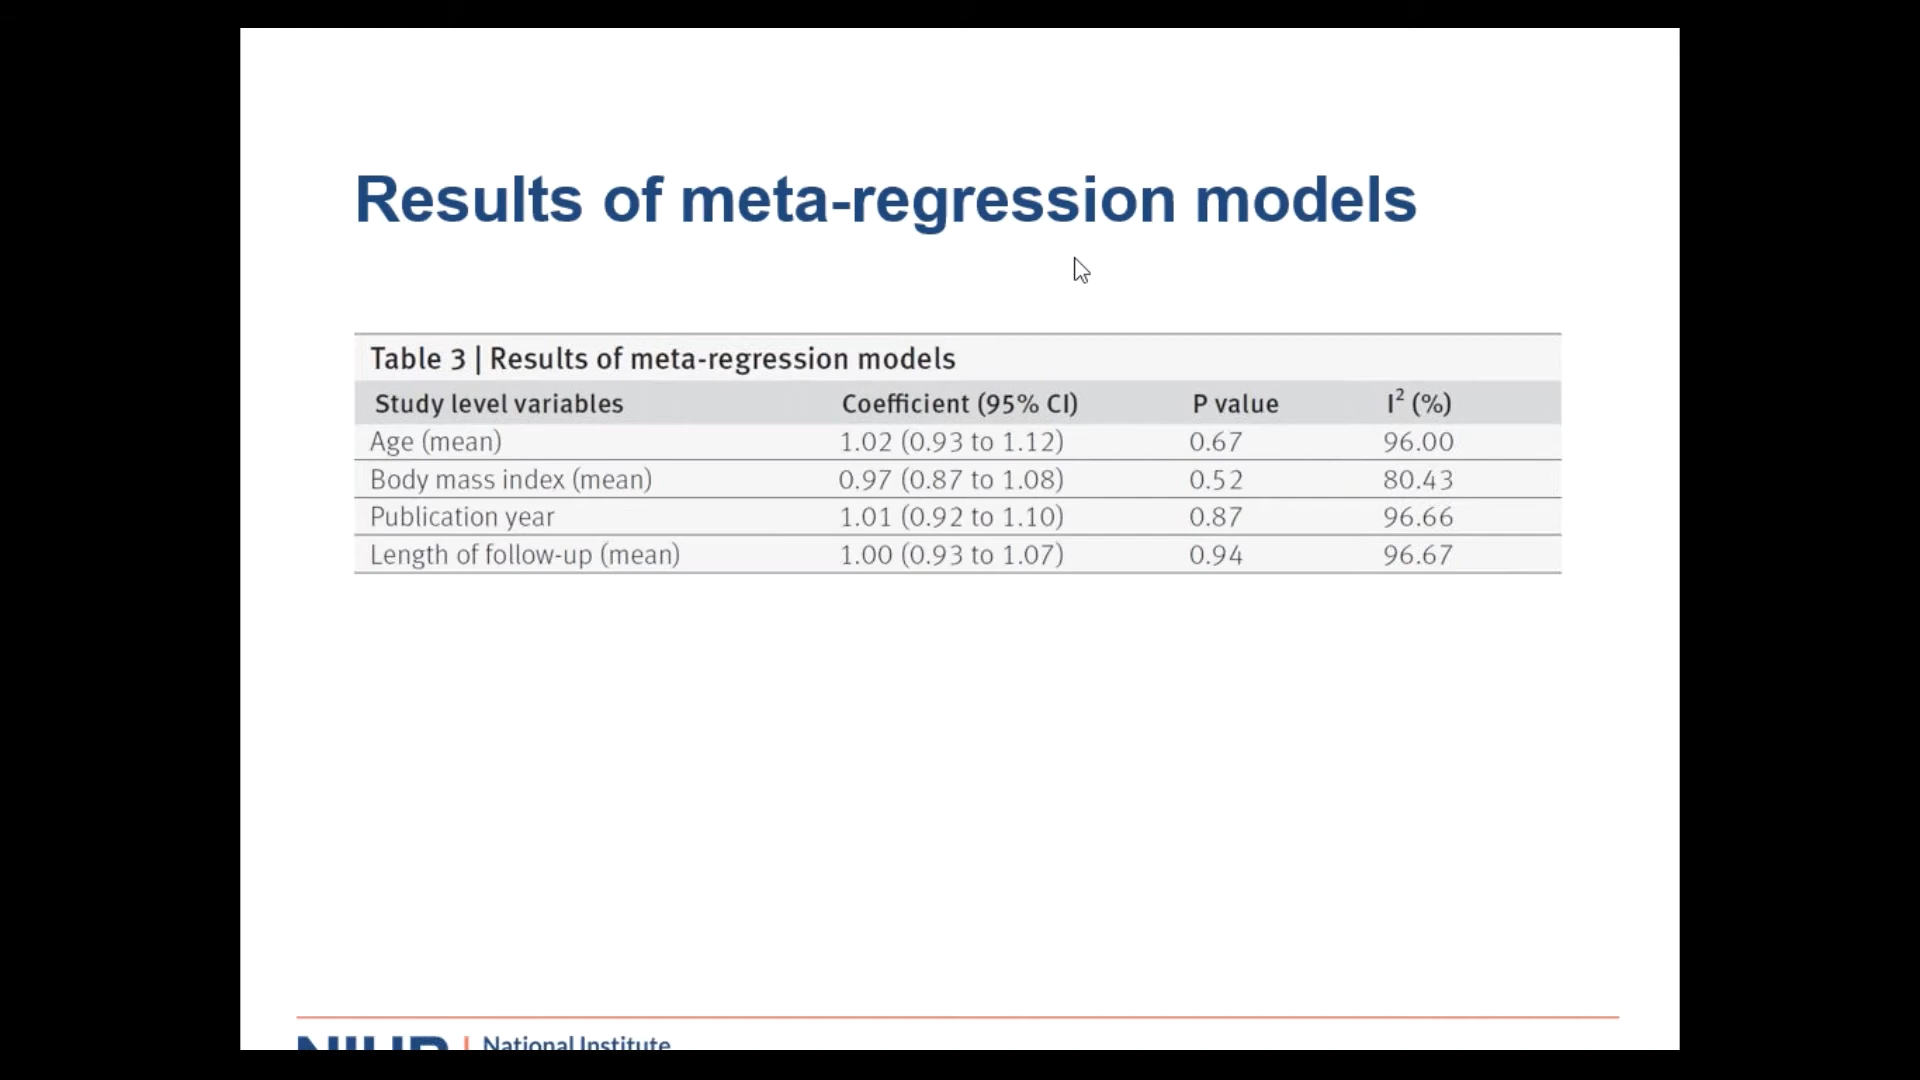 Results of meta-regression models
Table 3 | Results of meta-regression models
Study level variables Coefficient (95% CI) P value I² (%)
Age (mean) 1.02 (0.93 to 1.12) 0.67 96.00
Body mass index (mean) 0.97 (0.87 to 1.08) 0.52 80.43
Publication year 1.01 (0.92 to 1.10) 0.87 96.66
Length of follow-up (mean) 1.00 (0.93 to 1.07) 0.94 96.67
NIHR | National Institute